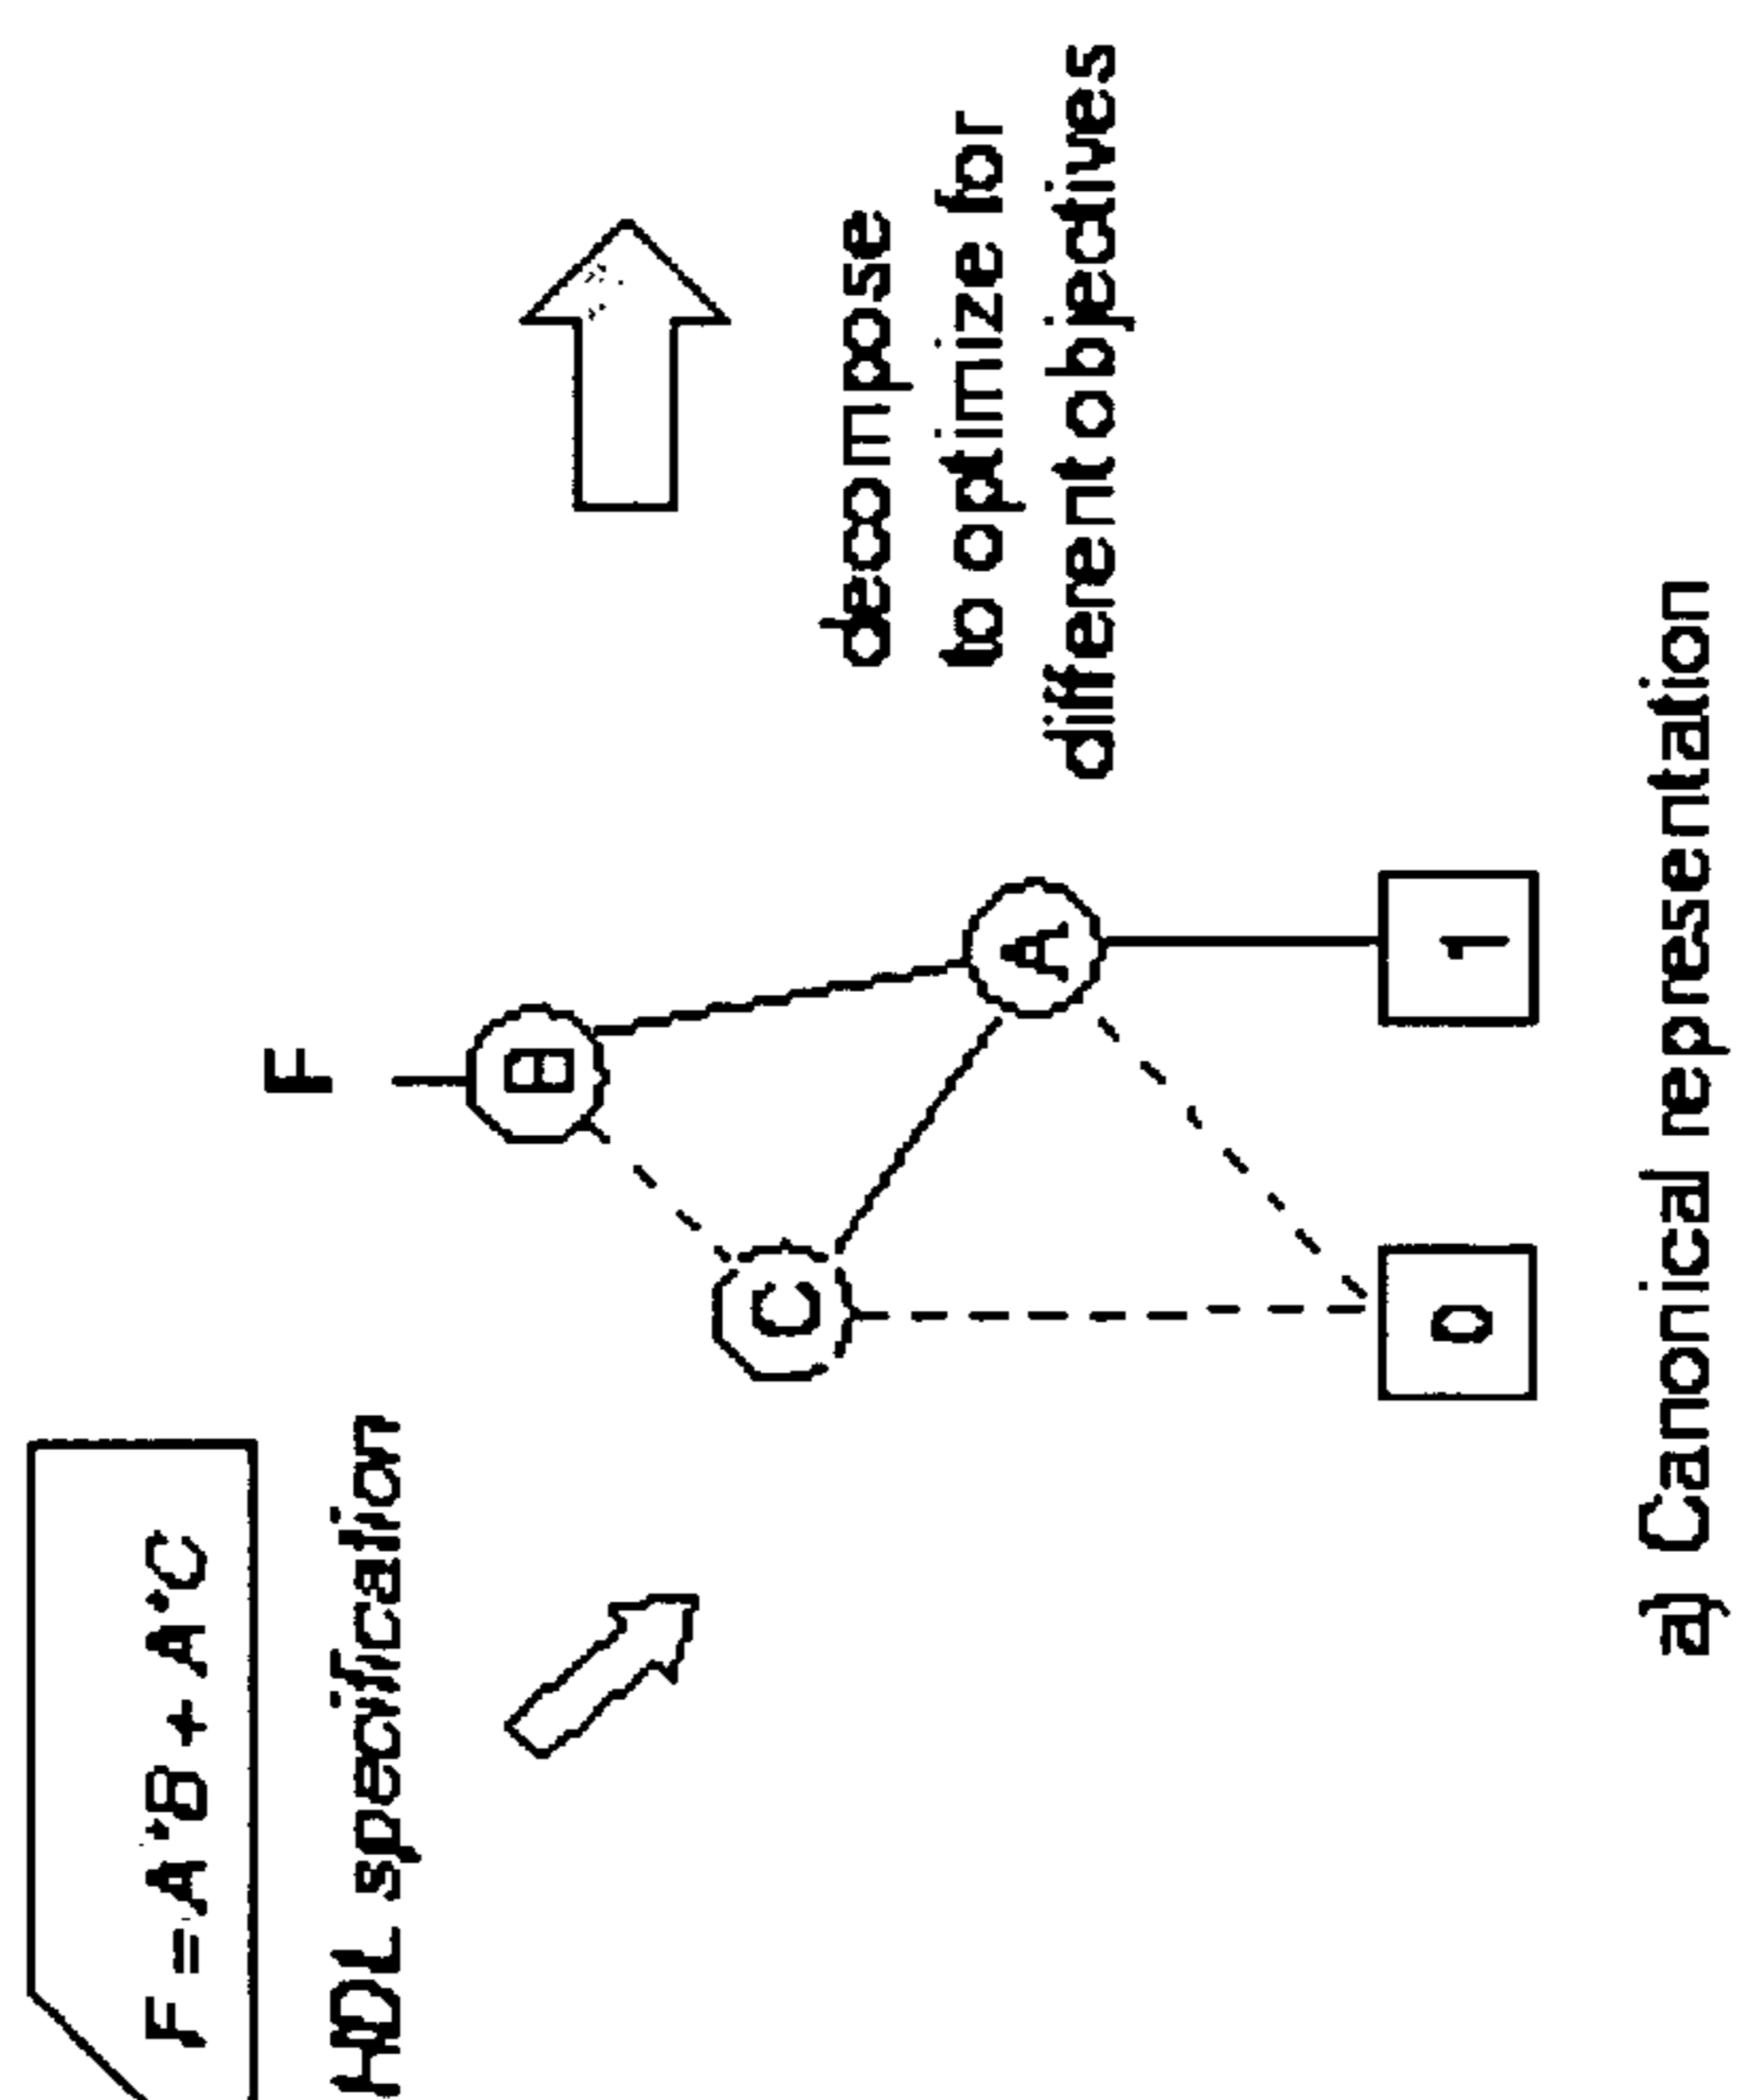 F = A*B + A*C
HDL specification
F
B
C
A
0
1
decompose
to optimize for
different objectives
a) Canonical representation